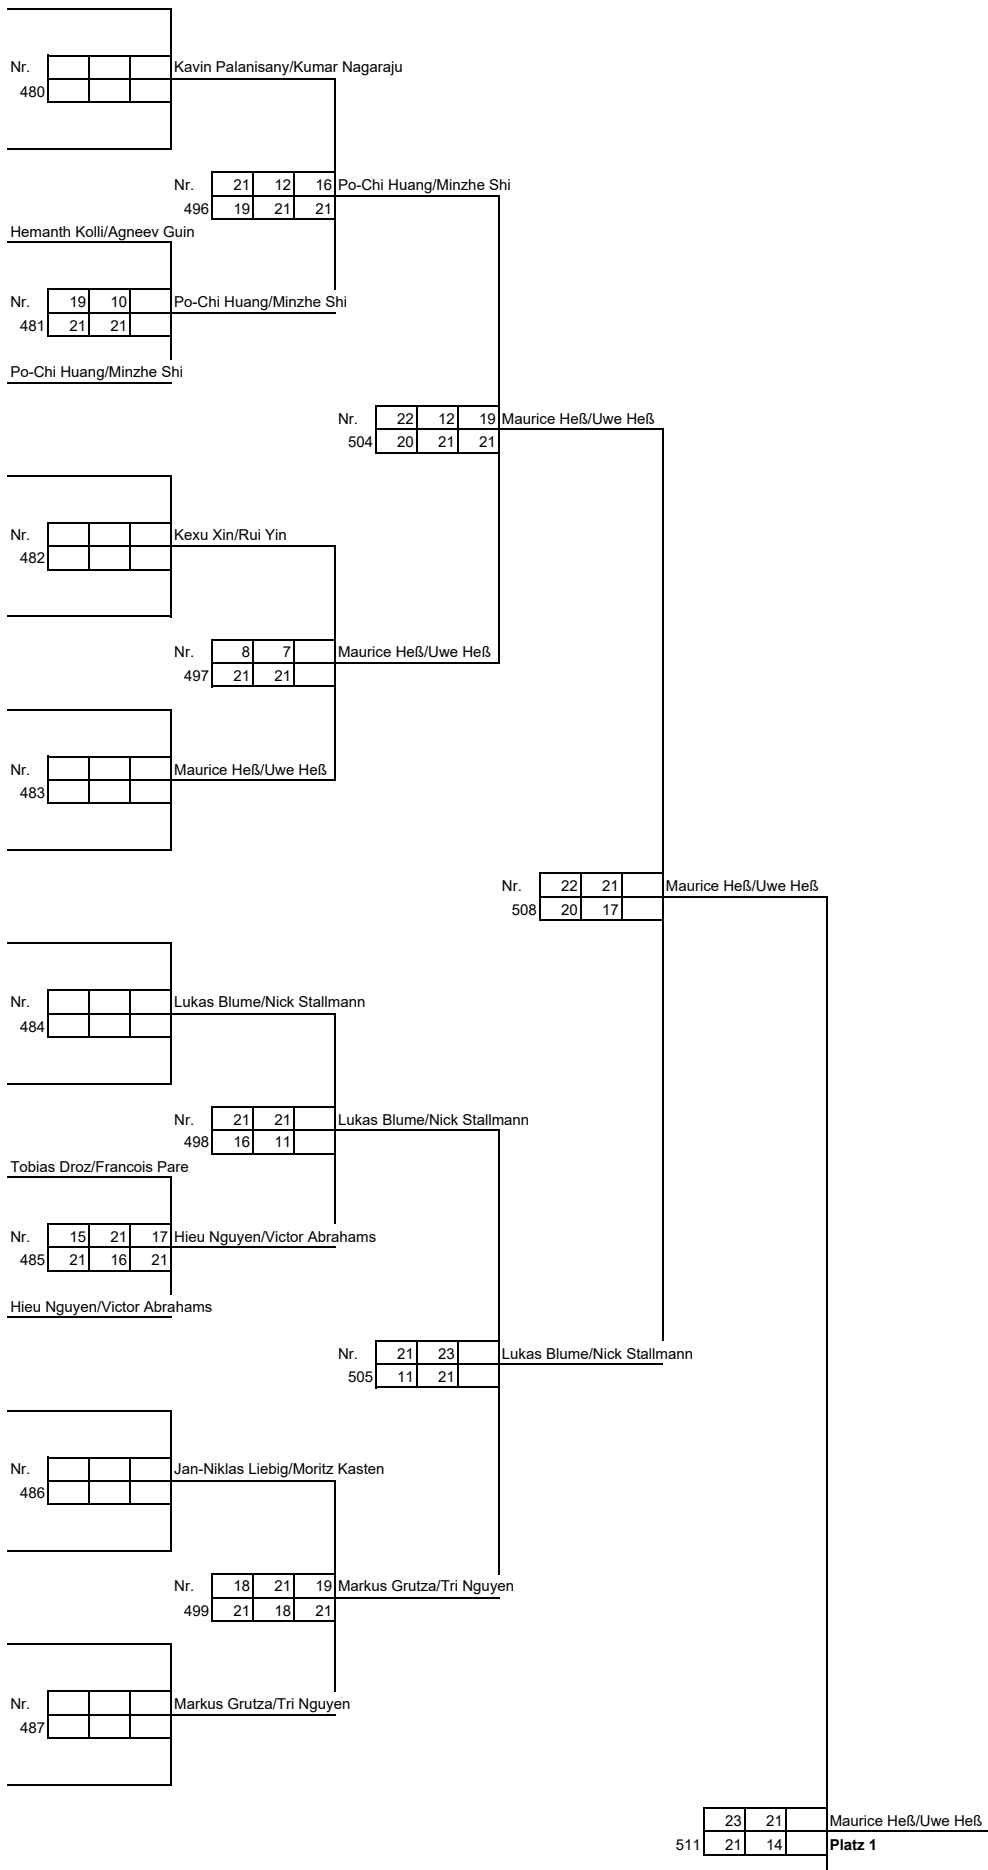 Nr. Kavin Palanisany/Kumar Nagaraju
480
Nr. 21 12 16 Po-Chi Huang/Minzhe Shi
496 19 21 21
Hemanth Kolli/Agneev Guin
Nr. 19 10 Po-Chi Huang/Minzhe Shi
481 21 21
Po-Chi Huang/Minzhe Shi
Nr. 22 12 19 Maurice Heß/Uwe Heß
504 20 21 21
Nr. Kexu Xin/Rui Yin
482
Nr. 8 7 Maurice Heß/Uwe Heß
497 21 21
Nr. Maurice Heß/Uwe Heß
483
Nr. 22 21 Maurice Heß/Uwe Heß
508 20 17
Nr. Lukas Blume/Nick Stallmann
484
Nr. 21 21 Lukas Blume/Nick Stallmann
498 16 11
Tobias Droz/Francois Pare
Nr. 15 21 17 Hieu Nguyen/Victor Abrahams
485 21 16 21
Hieu Nguyen/Victor Abrahams
Nr. 21 23 Lukas Blume/Nick Stallmann
505 11 21
Nr. Jan-Niklas Liebig/Moritz Kasten
486
Nr. 18 21 19 Markus Grutza/Tri Nguyen
499 21 18 21
Nr. Markus Grutza/Tri Nguyen
487
23 21 Maurice Heß/Uwe Heß
511 21 14 Platz 1